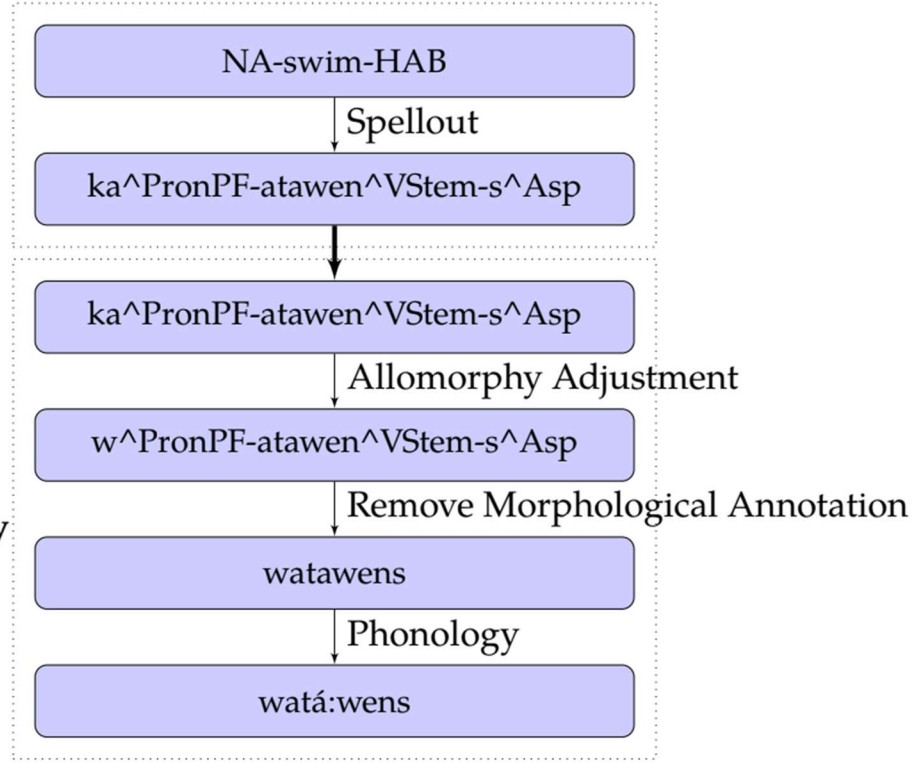 NA-swim-HAB
Spellout
ka^PronPF-atawen^VStem-s^Asp
ka^PronPF-atawen^VStem-s^Asp
Allomorphy Adjustment
w^PronPF-atawen^VStem-s^Asp
Remove Morphological Annotation
y
watawens
Phonology
watá:wens